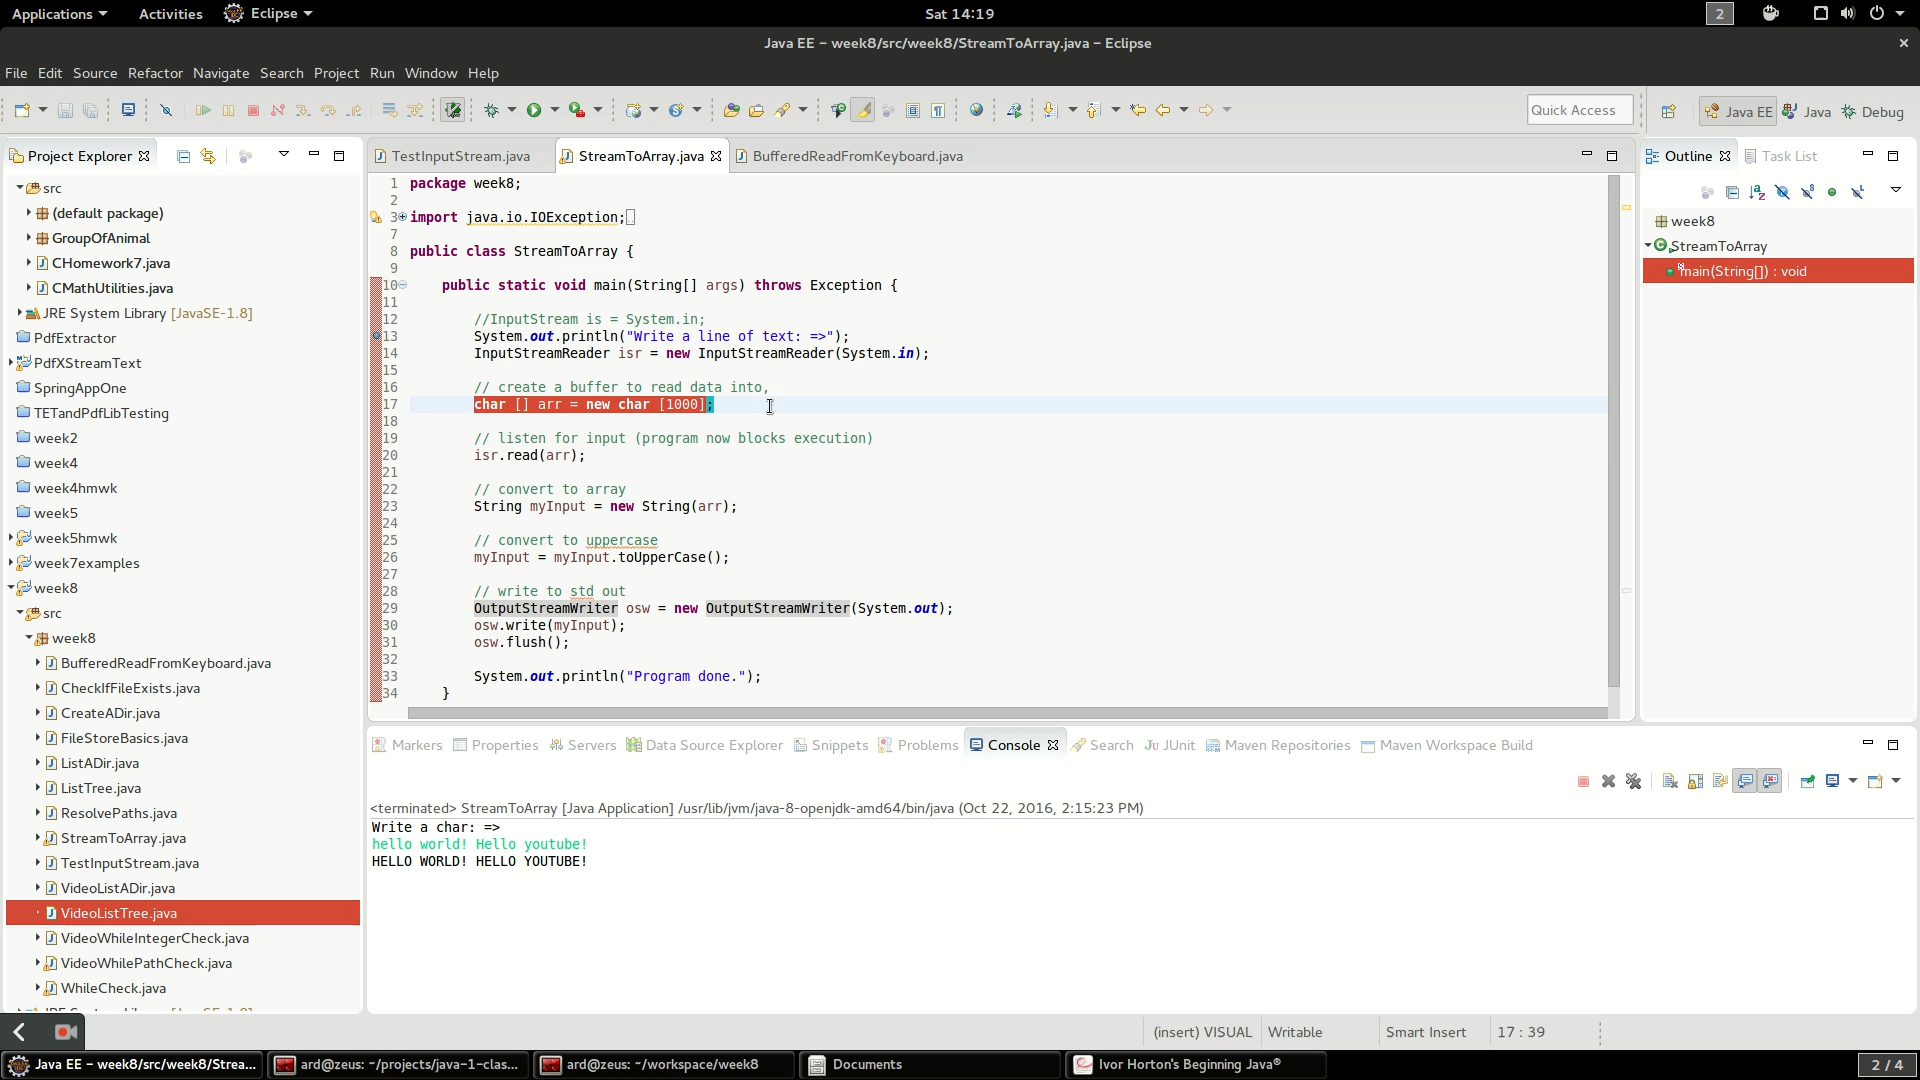 Applications Activities Eclipse Sat 14:19 2
Java EE – week8/src/week8/StreamToArray.java – Eclipse
File Edit Source Refactor Navigate Search Project Run Window Help
Quick Access Java EE Java Debug
Project Explorer
src
(default package)
GroupOfAnimal
CHomework7.java
CMathUtilities.java
JRE System Library [JavaSE-1.8]
PdfExtractor
PdfXStreamText
SpringAppOne
TETandPdfLibTesting
week2
week4
week4hmwk
week5
week5hmwk
week7examples
week8
src
week8
BufferedReadFromKeyboard.java
CheckIfFileExists.java
CreateADir.java
FileStoreBasics.java
ListADir.java
ListTree.java
ResolvePaths.java
StreamToArray.java
TestInputStream.java
VideoListADir.java
VideoListTree.java
VideoWhileIntegerCheck.java
VideoWhilePathCheck.java
WhileCheck.java
TestInputStream.java StreamToArray.java BufferedReadFromKeyboard.java
1 package week8;
2
3 import java.io.IOException;
7
8 public class StreamToArray {
9
10 public static void main(String[] args) throws Exception {
11
12 //InputStream is = System.in;
13 System.out.println("Write a line of text: =>");
14 InputStreamReader isr = new InputStreamReader(System.in);
15
16 // create a buffer to read data into,
17 char [] arr = new char [1000];
18
19 // listen for input (program now blocks execution)
20 isr.read(arr);
21
22 // convert to array
23 String myInput = new String(arr);
24
25 // convert to uppercase
26 myInput = myInput.toUpperCase();
27
28 // write to std out
29 OutputStreamWriter osw = new OutputStreamWriter(System.out);
30 osw.write(myInput);
31 osw.flush();
32
33 System.out.println("Program done.");
34 }
Outline Task List
week8
StreamToArray
main(String[]) : void
Markers Properties Servers Data Source Explorer Snippets Problems Console Search JUnit Maven Repositories Maven Workspace Build
<terminated> StreamToArray [Java Application] /usr/lib/jvm/java-8-openjdk-amd64/bin/java (Oct 22, 2016, 2:15:23 PM)
Write a char: =>
hello world! Hello youtube!
HELLO WORLD! HELLO YOUTUBE!
(insert) VISUAL Writable Smart Insert 17 : 39
Java EE – week8/src/week8/Strea... ard@zeus: ~/projects/java-1-clas... ard@zeus: ~/workspace/week8 Documents Ivor Horton's Beginning Java® 2 / 4